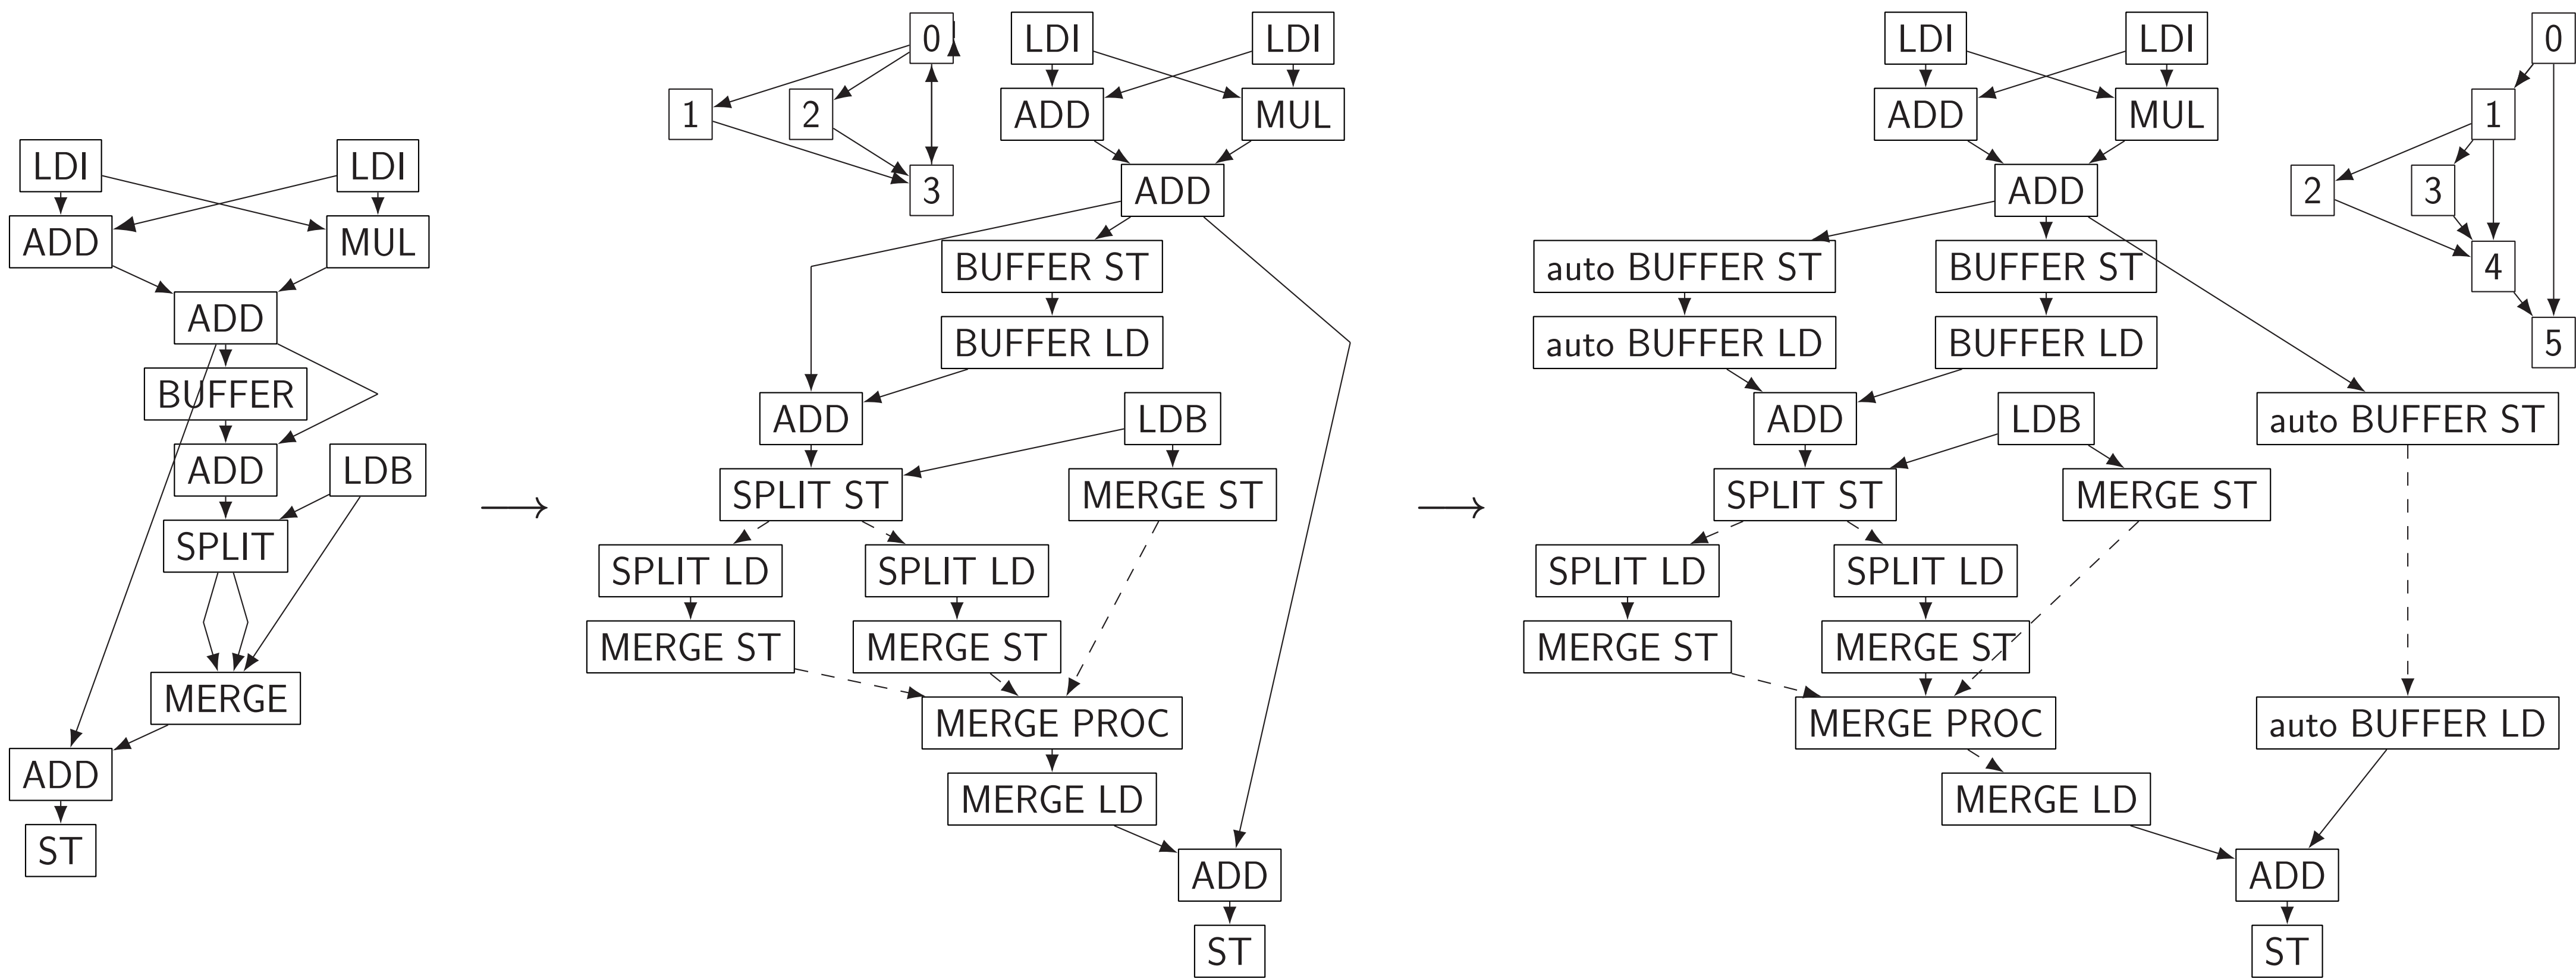 LDI LDI
ADD MUL
ADD
BUFFER
ADD LDB
SPLIT
MERGE
ADD
ST
0 LDI LDI
1 2 ADD MUL
3 ADD
BUFFER ST
BUFFER LD
ADD LDB
SPLIT ST MERGE ST
SPLIT LD SPLIT LD
MERGE ST MERGE ST
MERGE PROC
MERGE LD
ADD
ST
LDI LDI 0
ADD MUL 1
ADD 2 3
auto BUFFER ST BUFFER ST 4
auto BUFFER LD BUFFER LD 5
ADD LDB auto BUFFER ST
SPLIT ST MERGE ST
SPLIT LD SPLIT LD
MERGE ST MERGE ST
MERGE PROC auto BUFFER LD
MERGE LD
ADD
ST